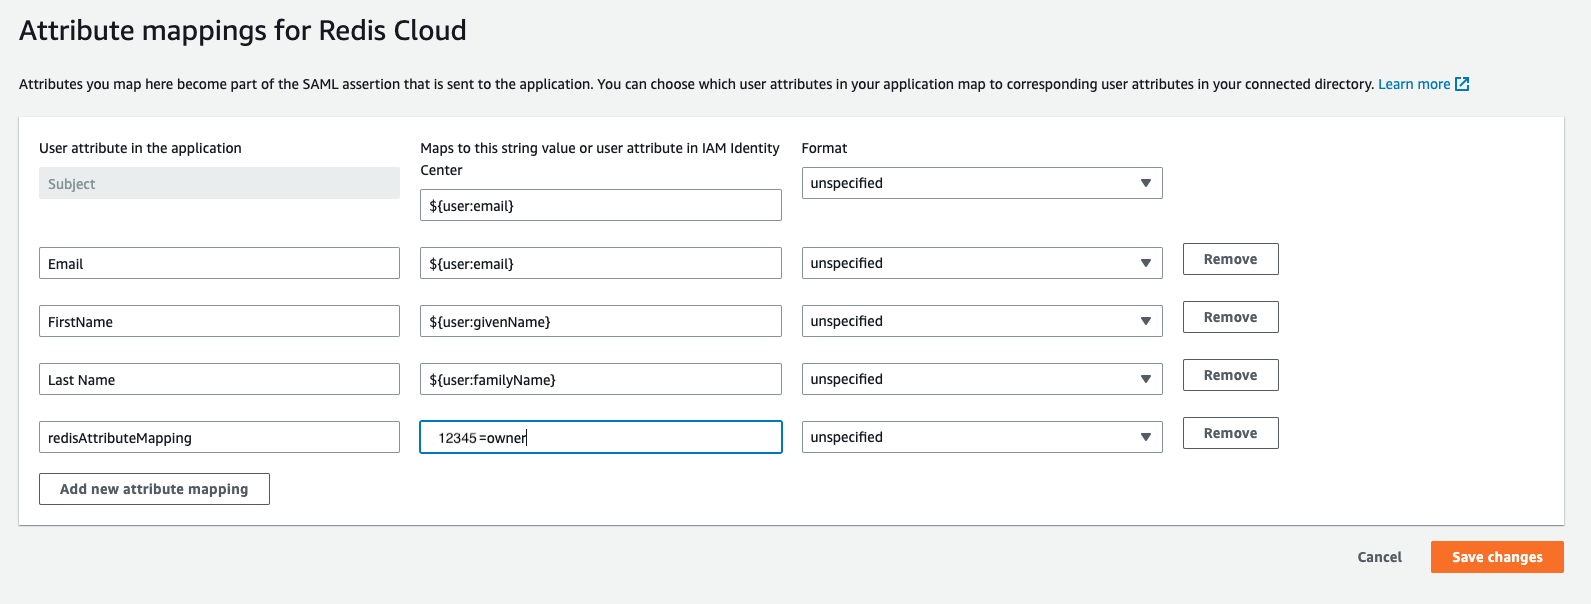 Attribute mappings for Redis Cloud
Attributes you map here become part of the SAML assertion that is sent to the application. You can choose which user attributes in your application map to corresponding user attributes in your connected directory. Learn more
User attribute in the application
Maps to this string value or user attribute in IAM Identity
Center
Format
Subject
${user:email}
unspecified
Email
${user:email}
unspecified
Remove
FirstName
${user:givenName}
unspecified
Remove
Last Name
${user:familyName}
unspecified
Remove
redisAttributeMapping
12345=owner
unspecified
Remove
Add new attribute mapping
Cancel
Save changes